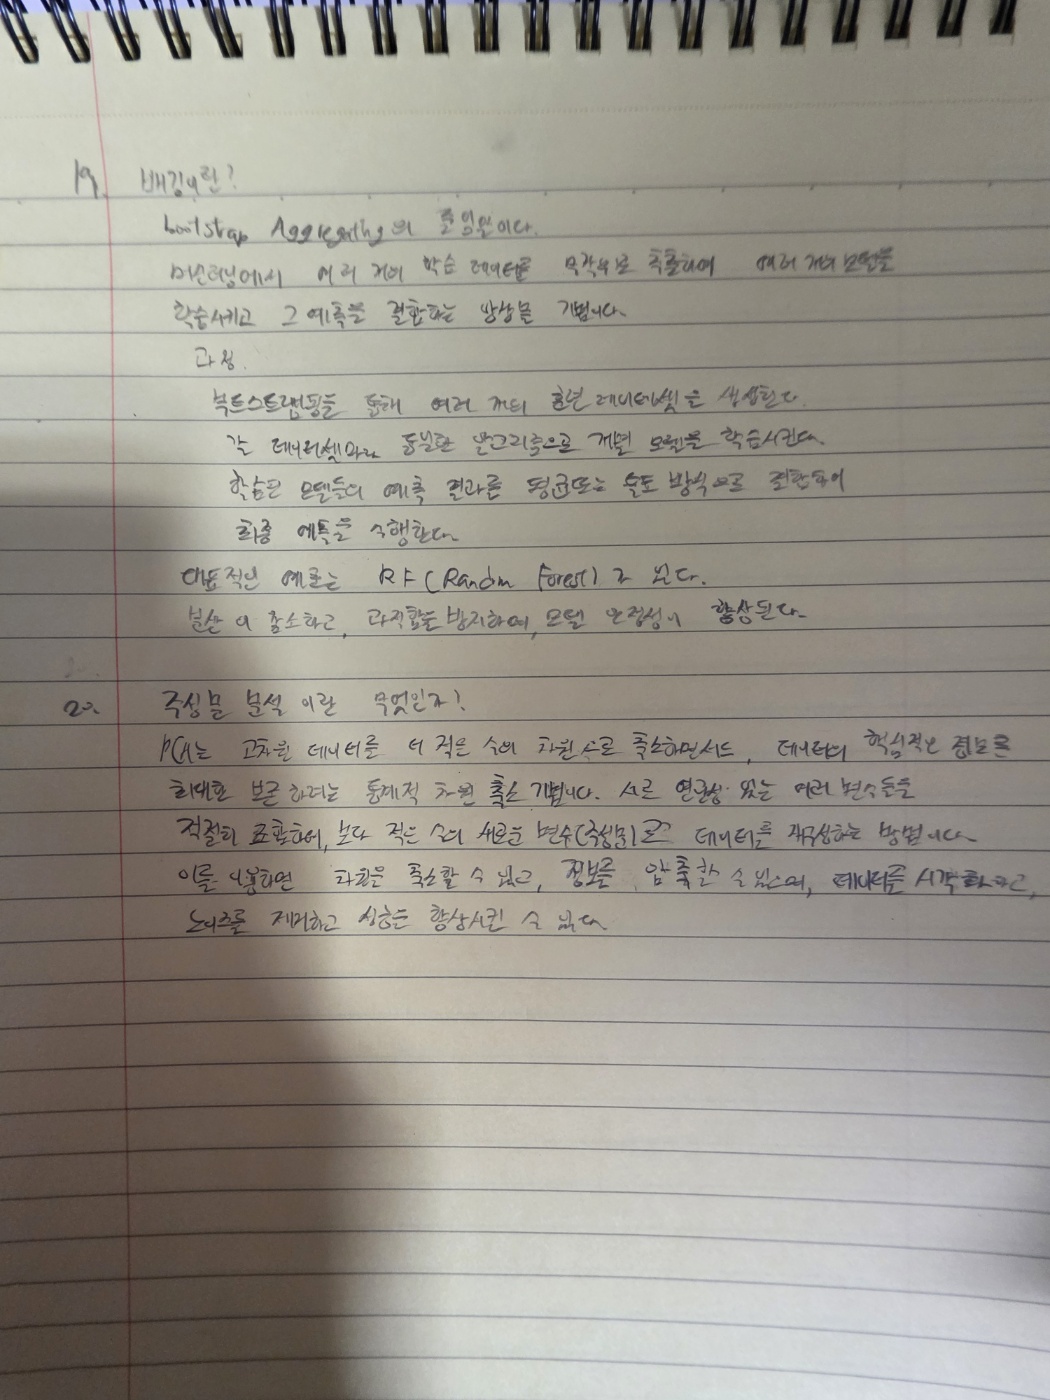 19. 배깅이란?
bootstrap Aggregating의 줄임말이다.
머신러닝에서 여러 개의 학습 데이터를 무작위로 추출하여 여러 개의 모델을
학습시키고 그 예측을 결합하는 앙상블 기법이다.
과정.
부트스트래핑을 통해 여러 개의 훈련 데이터셋을 생성한다.
각 데이터셋마다 동일한 알고리즘으로 개별 모델을 학습시킨다.
학습된 모델들의 예측 결과를 평균또는 투표 방식으로 결합하여
최종 예측을 수행한다.
대표적인 예로는 RF(Random Forest)가 있다.
분산이 감소하고, 과적합을 방지하여, 모델 안정성이 향상된다.
20. 주성분 분석 이란 무엇인가?
PCA는 고차원 데이터를 더 적은 수의 차원으로 축소하면서도, 데이터의 핵심적인 정보를
최대한 보존 하려는 통계적 차원 축소 기법이다. 서로 연관성 있는 여러 변수들을
적절히 조합하여, 보다 적은 수의 새로운 변수(주성분)로 데이터를 재구성하는 방법이다
이를 이용하면 차원을 축소할 수 있고, 정보를 압축할 수 있으며, 데이터를 시각화하고,
노이즈를 제거하고 성능을 향상시킬 수 있다